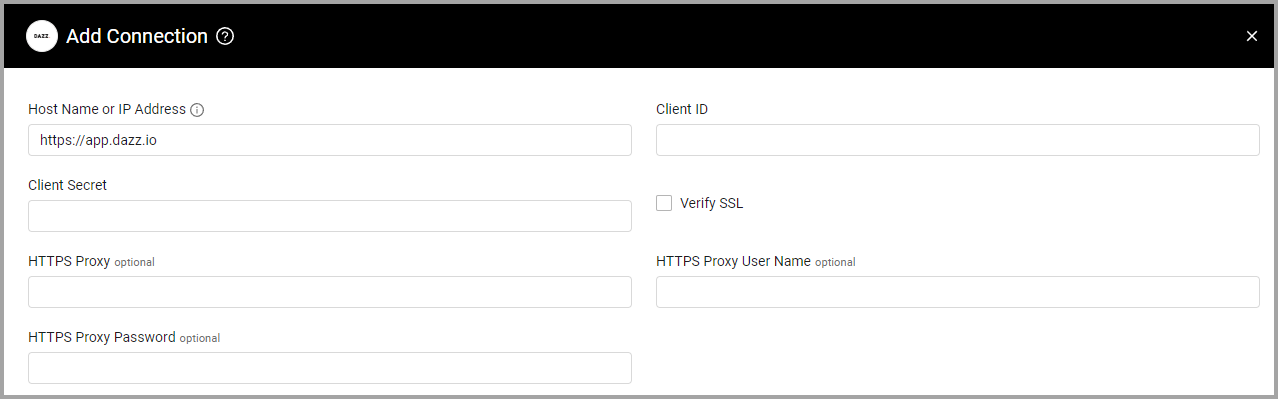 DAZZ Add Connection
Host Name or IP Address
https://app.dazz.io
Client ID
Client Secret
Verify SSL
HTTPS Proxy optional
HTTPS Proxy User Name optional
HTTPS Proxy Password optional